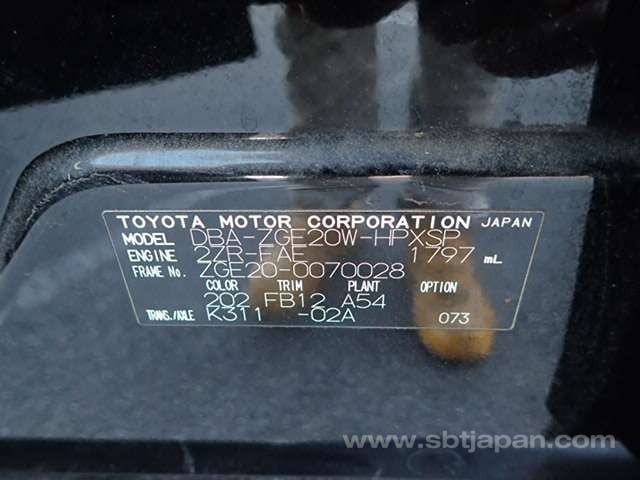 TOYOTA MOTOR CORPORATION JAPAN
MODEL DBA-ZGE20W-HPXSP
ENGINE 2ZR-FAE 1797 mL
FRAME No. ZGE20-0070028
COLOR TRIM PLANT OPTION
202 FB12 A54
TRANS./AXLE K311 -02A 073
www.sbtjapan.com